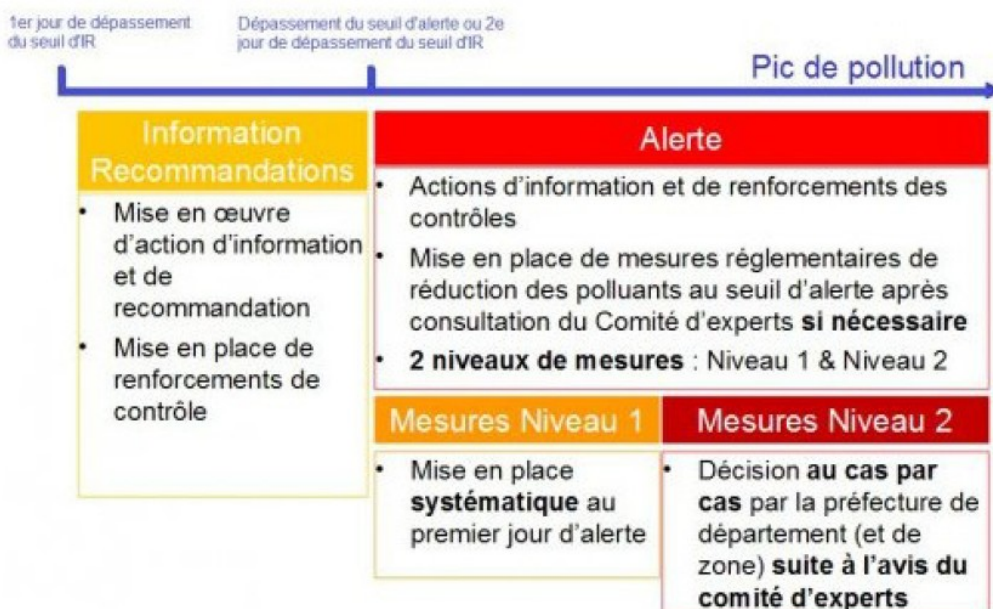 1er jour de dépassement
du seuil d'IR
Dépassement du seuil d'alerte ou 2e
jour de dépassement du seuil d'IR
Pic de pollution
Information
Recommandations
• Mise en œuvre
d'action d'information
et de
recommandation
• Mise en place de
renforcements de
contrôle
Alerte
• Actions d'information et de renforcements des
contrôles
• Mise en place de mesures réglementaires de
réduction des polluants au seuil d'alerte après
consultation du Comité d'experts si nécessaire
• 2 niveaux de mesures : Niveau 1 & Niveau 2
Mesures Niveau 1
• Mise en place
systématique au
premier jour d'alerte
Mesures Niveau 2
• Décision au cas par
cas par la préfecture de
département (et de
zone) suite à l'avis du
comité d'experts